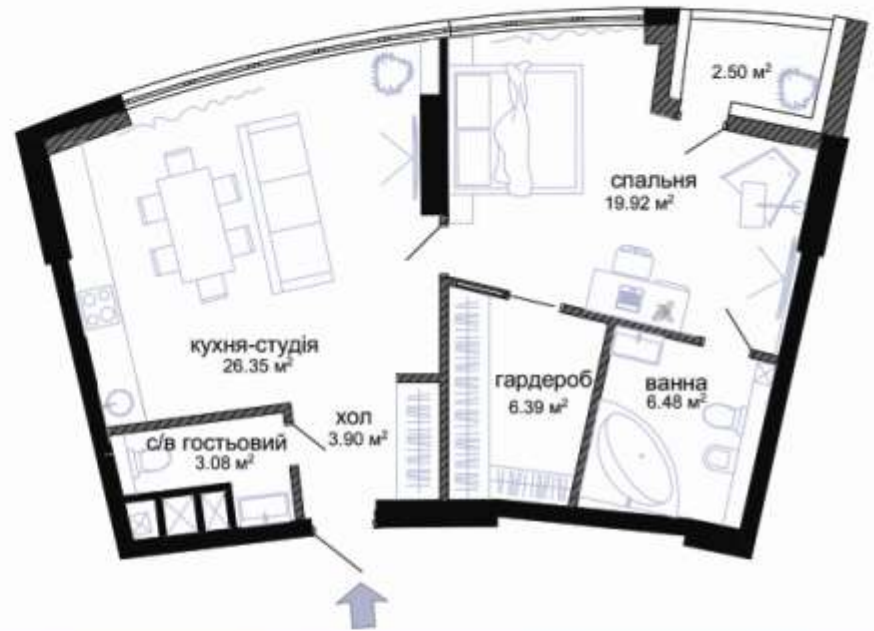 2.50 м²
спальня
19.92 м²
кухня-студія
26.35 м²
гардероб
6.39 м²
ванна
6.48 м²
хол
3.90 м²
с/в гостьовий
3.08 м²